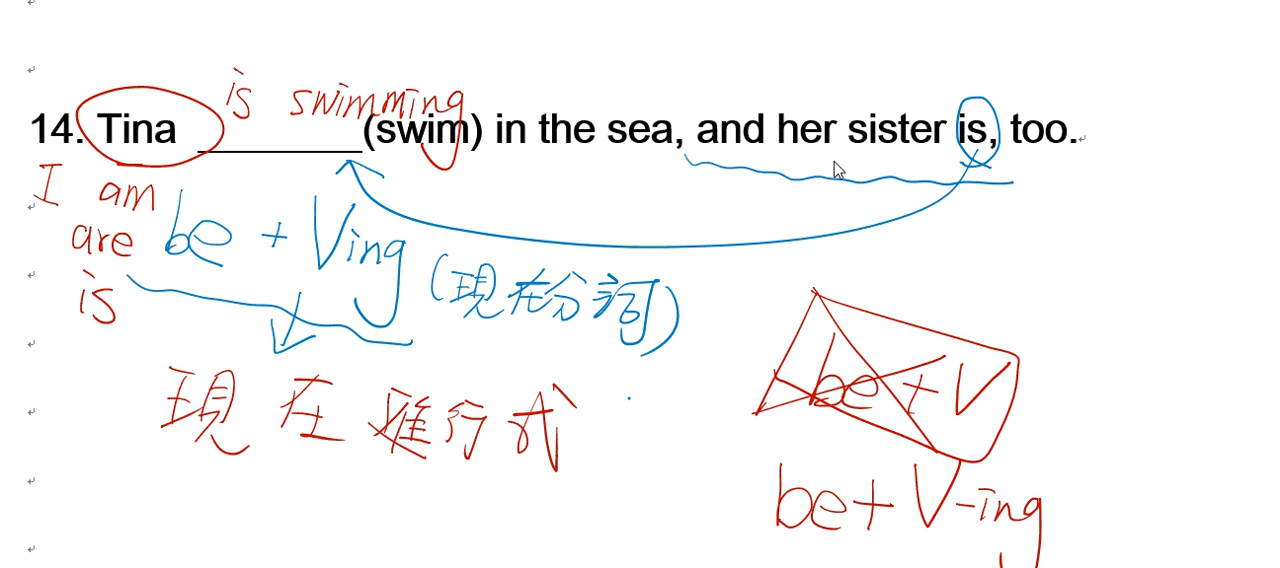 is swimming
14. Tina ________(swim) in the sea, and her sister is, too.
I am
are
is
be + Ving (現在分詞)
現在進行式
be + V
be + V-ing